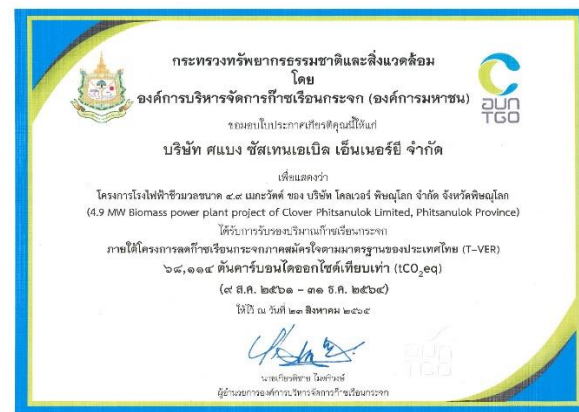 กระทรวงทรัพยากรธรรมชาติและสิ่งแวดล้อม
โดย
องค์การบริหารจัดการก๊าซเรือนกระจก (องค์การมหาชน)
อบก
TGO
ขอมอบใบประกาศเกียรติคุณนี้ให้แก่
บริษัท ศแบง ซัสเทนเอเบิล เอ็นเนอร์ยี จำกัด
เพื่อแสดงว่า
โครงการโรงไฟฟ้าชีวมวลขนาด ๔.๙ เมกะวัตต์ ของ บริษัท โคลเวอร์ พิษณุโลก จำกัด จังหวัดพิษณุโลก
(4.9 MW Biomass power plant project of Clover Phitsanulok Limited, Phitsanulok Province)
ได้รับการรับรองปริมาณก๊าซเรือนกระจก
ภายใต้โครงการลดก๊าซเรือนกระจกภาคสมัครใจตามมาตรฐานของประเทศไทย (T-VER)
๖๘,๑๑๔ ตันคาร์บอนไดออกไซด์เทียบเท่า (tCO₂eq)
(๙ ส.ค. ๒๕๖๑ – ๓๑ ธ.ค. ๒๕๖๔)
ให้ไว้ ณ วันที่ ๒๓ สิงหาคม ๒๕๖๕
ผู้อำนวยการองค์การบริหารจัดการก๊าซเรือนกระจก